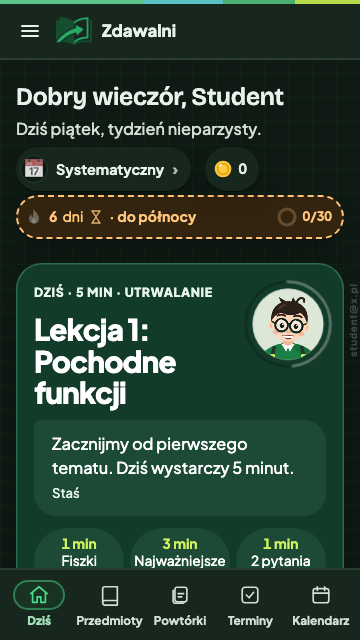 Zdawalni
Dobry wieczór, Student
Dziś piątek, tydzień nieparzysty.
17 Systematyczny ›
0
6 dni · do północy
0/30
DZIŚ · 5 MIN · UTRWALANIE
Lekcja 1:
Pochodne
funkcji
Zacznijmy od pierwszego
tematu. Dziś wystarczy 5 minut.
Staś
student@x.pl
1 min
Fiszki
3 min
Najważniejsze
1 min
2 pytania
Dziś
Przedmioty
Powtórki
Terminy
Kalendarz